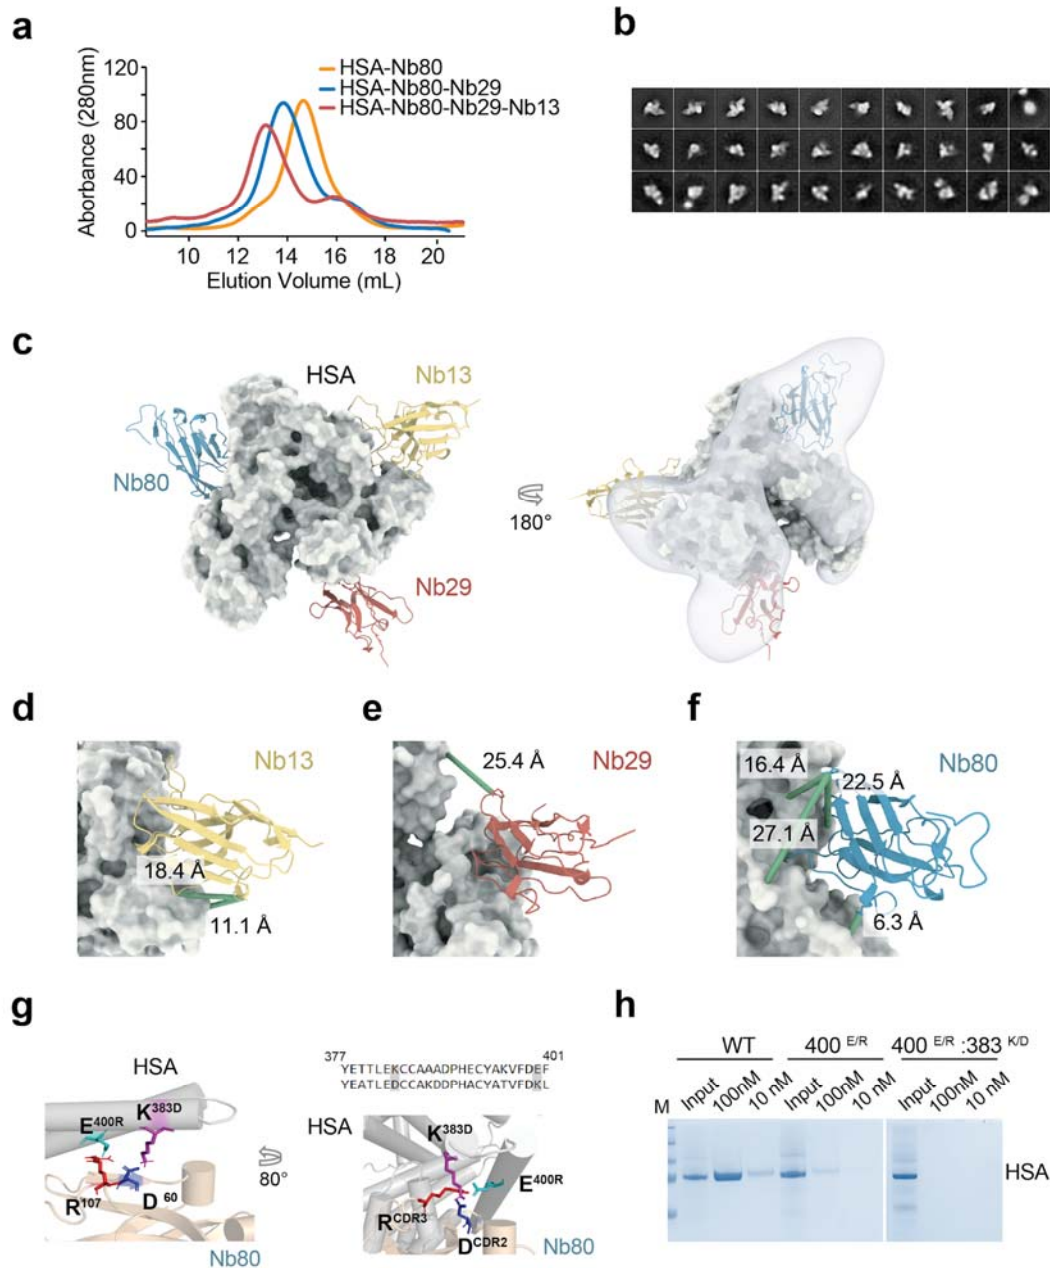 a
b
HSA-Nb80
HSA-Nb80-Nb29
HSA-Nb80-Nb29-Nb13
Aborbance (280nm)
120
80
40
0
10 12 14 16 18 20
Elution Volume (mL)
c
HSA
Nb13
Nb80
Nb29
180°
d
e
f
Nb13
18.4 Å
11.1 Å
25.4 Å
Nb29
16.4 Å
22.5 Å
Nb80
27.1 Å
6.3 Å
g
h
HSA
E400R
K383D
R107
D 60
Nb80
80°
377 401
YETTLEKCCAAADPHECYAKVFDEF
YEATLEDCCAKDDPHACYATVFDKL
HSA
K383D
E400R
RCDR3
DCDR2
Nb80
WT 400 E/R 400 E/R :383 K/D
M Input 100nM 10 nM Input 100nM 10 nM Input 100nM 10 nM
HSA